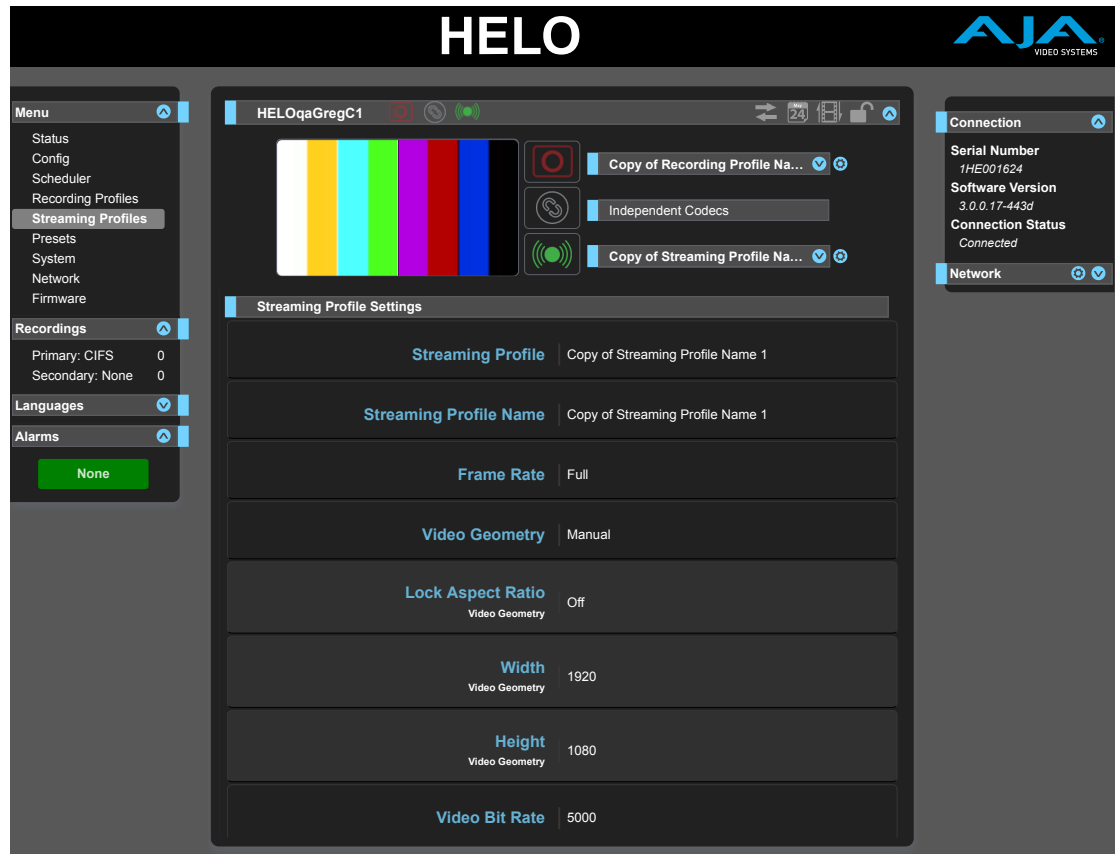 HELO
AJA
VIDEO SYSTEMS
Menu
Status
Config
Scheduler
Recording Profiles
Streaming Profiles
Presets
System
Network
Firmware
Recordings
Primary: CIFS 0
Secondary: None 0
Languages
Alarms
None
HELOqaGregC1
24
Copy of Recording Profile Na...
Independent Codecs
Copy of Streaming Profile Na...
Streaming Profile Settings
Streaming Profile Copy of Streaming Profile Name 1
Streaming Profile Name Copy of Streaming Profile Name 1
Frame Rate Full
Video Geometry Manual
Lock Aspect Ratio
Video Geometry
Off
Width
Video Geometry
1920
Height
Video Geometry
1080
Video Bit Rate 5000
Connection
Serial Number
1HE001624
Software Version
3.0.0.17-443d
Connection Status
Connected
Network